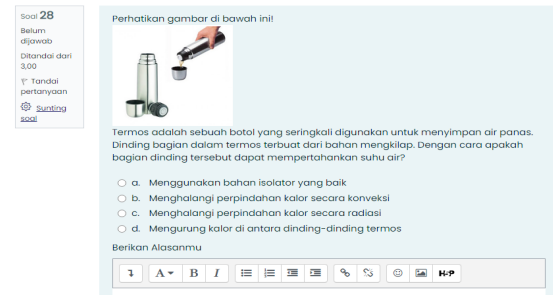 Soal 28
Belum
dijawab
Ditandai dari
3,00
Tandai
pertanyaan
Sunting
soal
Perhatikan gambar di bawah ini!
Termos adalah sebuah botol yang seringkali digunakan untuk menyimpan air panas.
Dinding bagian dalam termos terbuat dari bahan mengkilap. Dengan cara apakah
bagian dinding tersebut dapat mempertahankan suhu air?
a. Menggunakan bahan isolator yang baik
b. Menghalangi perpindahan kalor secara konveksi
c. Menghalangi perpindahan kalor secara radiasi
d. Mengurung kalor di antara dinding-dinding termos
Berikan Alasanmu
A B I H-P